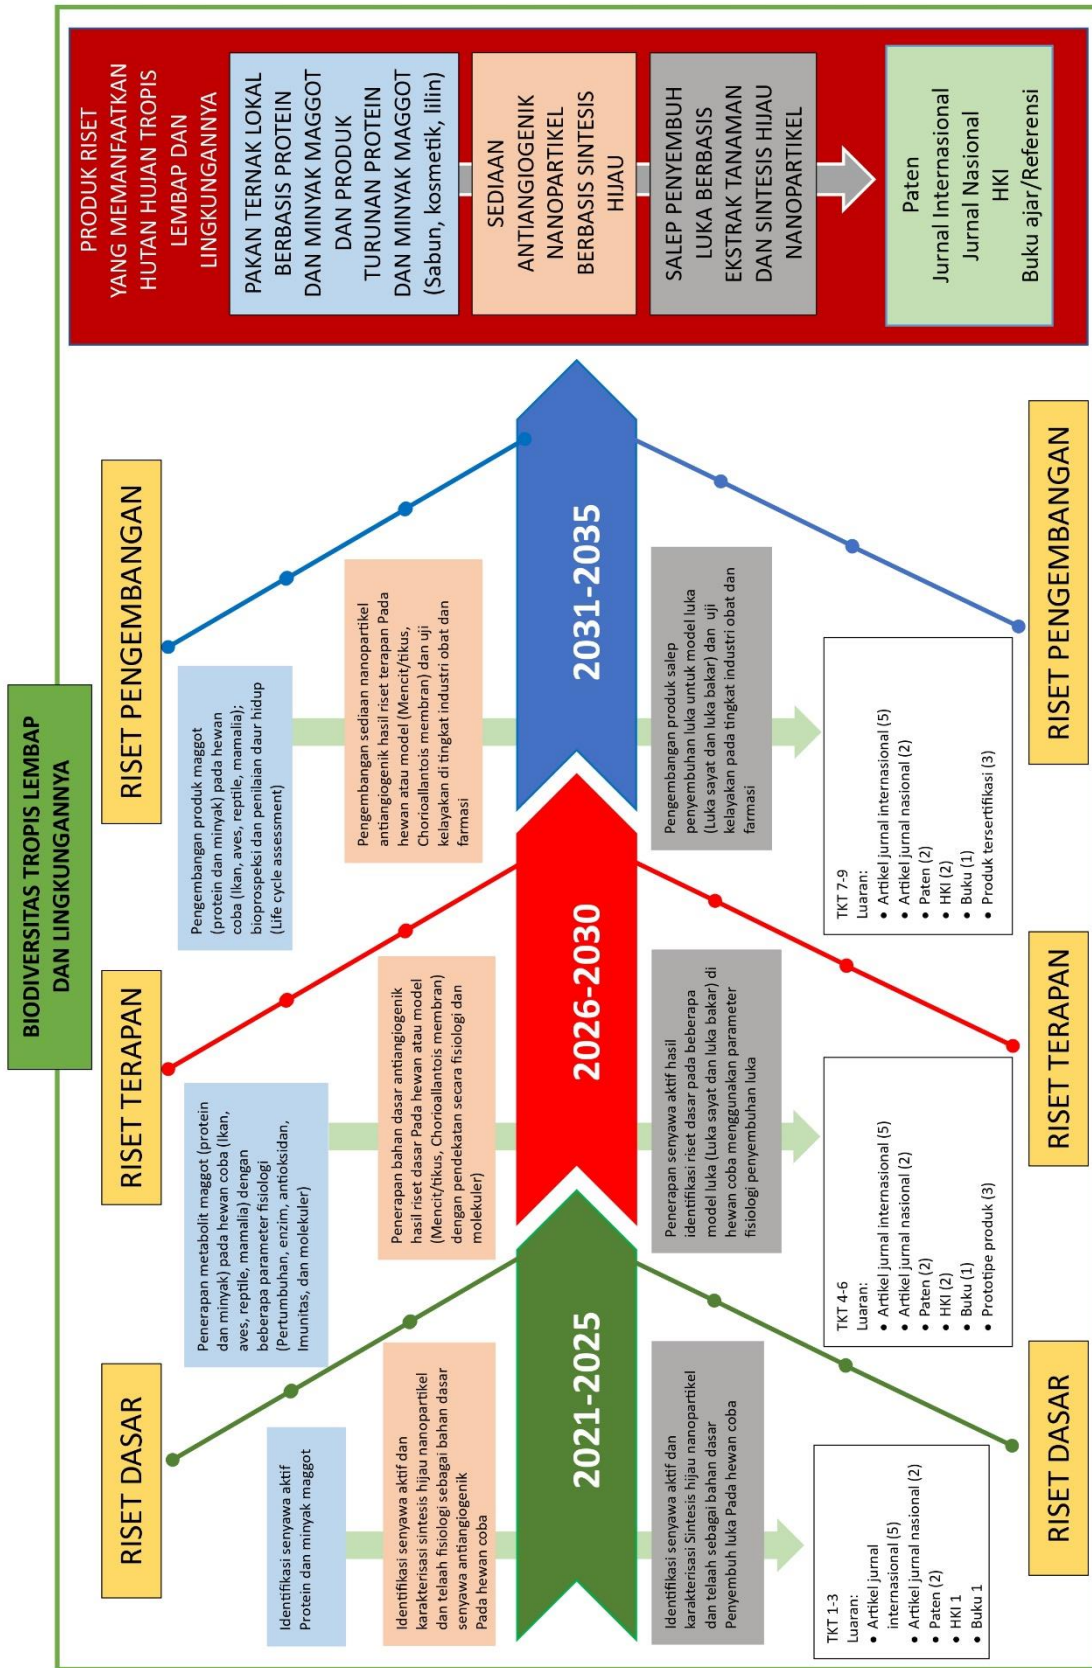 BIODIVERSITAS TROPIS LEMBAP
DAN LINGKUNGANNYA
RISET DASAR
RISET TERAPAN
RISET PENGEMBANGAN
Identifikasi senyawa aktif
Protein dan minyak maggot
Identifikasi senyawa aktif dan
karakterisasi sintesis hijau nanopartikel
dan telaah fisiologi sebagai bahan dasar
senyawa antiangiogenik
Pada hewan coba
2021-2025
Identifikasi senyawa aktif dan
karakterisasi Sintesis hijau nanopartikel
dan telaah sebagai bahan dasar
Penyembuh luka Pada hewan coba
TKT 1-3
Luaran:
• Artikel jurnal
internasional (5)
• Artikel jurnal nasional (2)
• Paten (2)
• HKI 1
• Buku 1
RISET DASAR
Penerapan metabolit maggot (protein
dan minyak) pada hewan coba (Ikan,
aves, reptile, mamalia) dengan
beberapa parameter fisiologi
(Pertumbuhan, enzim, antioksidan,
Imunitas, dan molekuler)
Penerapan bahan dasar antiangiogenik
hasil riset dasar Pada hewan atau model
(Mencit/tikus, Chorioallantois membran)
dengan pendekatan secara fisiologi dan
molekuler)
2026-2030
Penerapan senyawa aktif hasil
identifikasi riset dasar pada beberapa
model luka (Luka sayat dan luka bakar) di
hewan coba menggunakan parameter
fisiologi penyembuhan luka
TKT 4-6
Luaran:
• Artikel jurnal internasional (5)
• Artikel jurnal nasional (2)
• Paten (2)
• HKI (2)
• Buku (1)
• Prototipe produk (3)
RISET TERAPAN
Pengembangan produk maggot
(protein dan minyak) pada hewan
coba (Ikan, aves, reptile, mamalia);
bioprospeksi dan penilaian daur hidup
(Life cycle assessment)
Pengembangan sediaan nanopartikel
antiangiogenik hasil riset terapan Pada
hewan atau model (Mencit/tikus,
Chorioallantois membran) dan uji
kelayakan di tingkat industri obat dan
farmasi
2031-2035
Pengembangan produk salep
penyembuhan luka untuk model luka
(Luka sayat dan luka bakar) dan uji
kelayakan pada tingkat industri obat dan
farmasi
TKT 7-9
Luaran:
• Artikel jurnal internasional (5)
• Artikel jurnal nasional (2)
• Paten (2)
• HKI (2)
• Buku (1)
• Produk tersertifikasi (3)
RISET PENGEMBANGAN
PRODUK RISET
YANG MEMANFAATKAN
HUTAN HUJAN TROPIS
LEMBAP DAN
LINGKUNGANNYA
PAKAN TERNAK LOKAL
BERBASIS PROTEIN
DAN MINYAK MAGGOT
DAN PRODUK
TURUNAN PROTEIN
DAN MINYAK MAGGOT
(Sabun, kosmetik, lilin)
SEDIAAN
ANTIANGIOGENIK
NANOPARTIKEL
BERBASIS SINTESIS
HIJAU
SALEP PENYEMBUH
LUKA BERBASIS
EKSTRAK TANAMAN
DAN SINTESIS HIJAU
NANOPARTIKEL
Paten
Jurnal Internasional
Jurnal Nasional
HKI
Buku ajar/Referensi